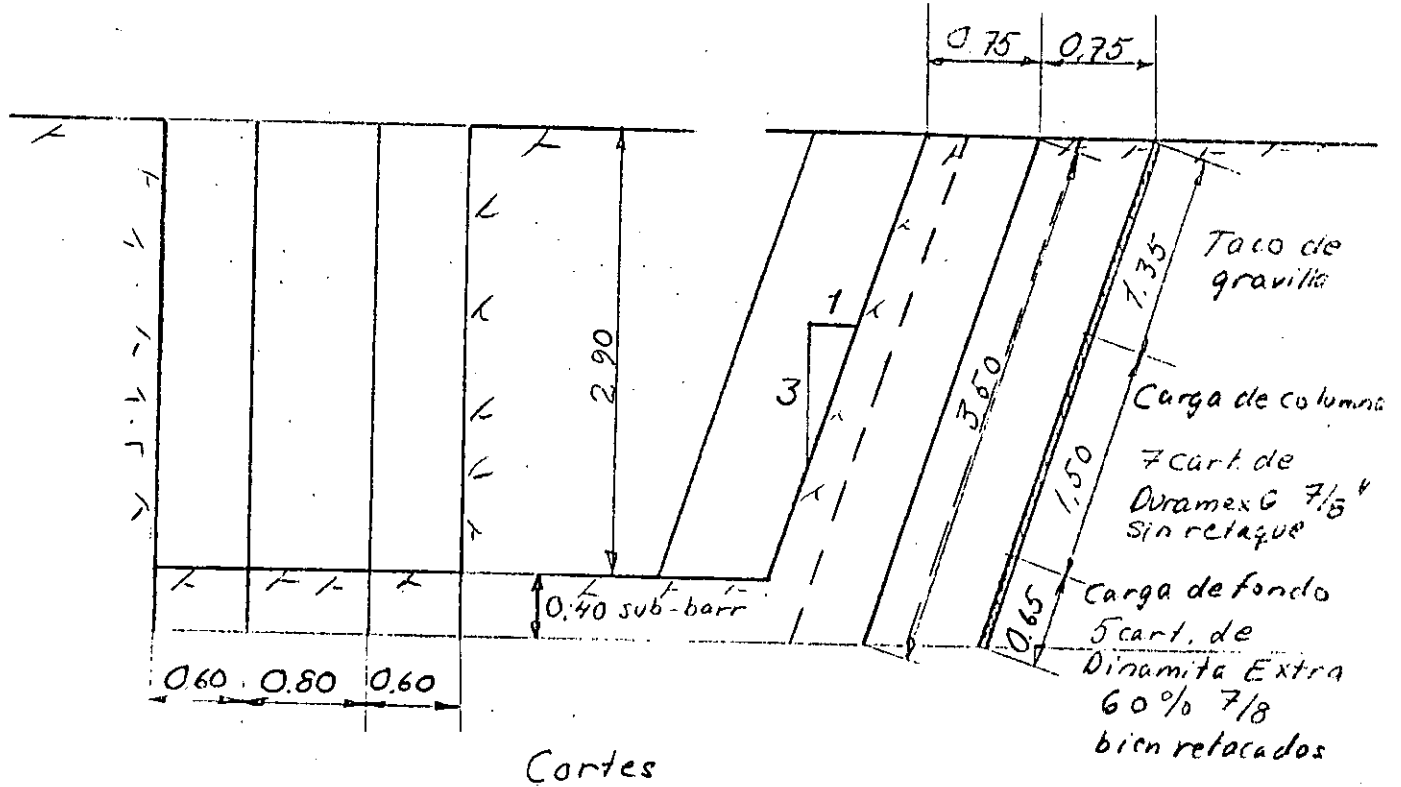 0.75
0.75
2.90
0.40 sub-barr
0.60
0.80
0.60
1
3
3.50
1.35
1.50
0.65
Taco de
gravilla
Carga de columna
7 cart. de
Duramex G 7/8"
sin retaque
Carga de fondo
5 cart. de
Dinamita Extra
60% 7/8
bien retacados
Cortes